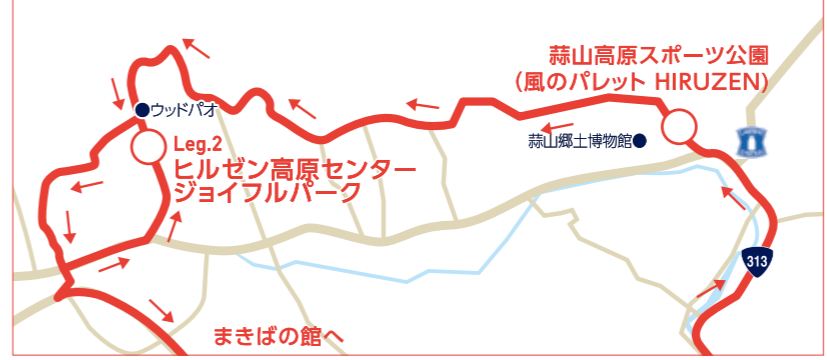 蒜山高原スポーツ公園
(風のパレット HIRUZEN)
ウッドパオ
Leg.2
ヒルゼン高原センター
ジョイフルパーク
蒜山郷土博物館
313
まきばの館へ